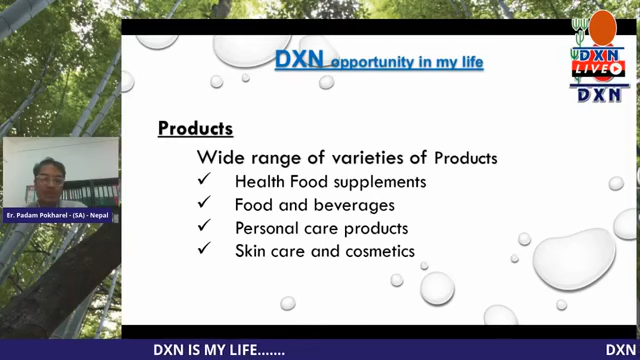 DXN opportunity in my life
DXN
LIVE
DXN
Products
Wide range of varieties of Products
Health Food supplements
Food and beverages
Personal care products
Skin care and cosmetics
Er. Padam Pokharel - (SA) - Nepal
DXN IS MY LIFE.......
DXN